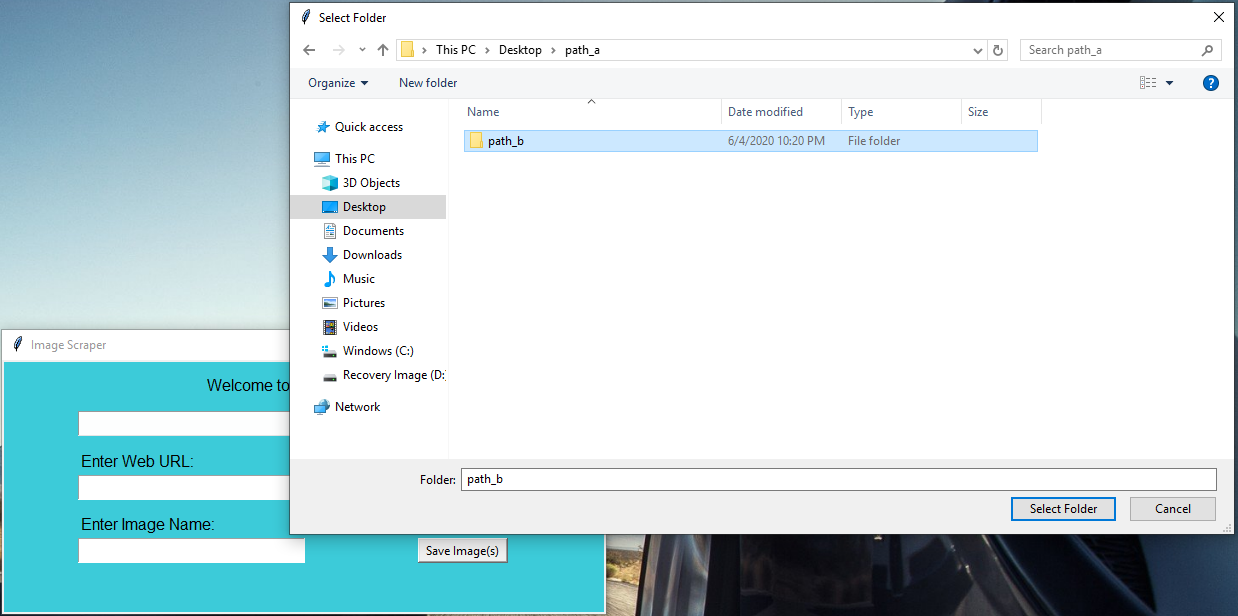 Select Folder
This PC > Desktop > path_a
Search path_a
Organize
New folder
?
Name
Date modified
Type
Size
path_b
6/4/2020 10:20 PM
File folder
Quick access
This PC
3D Objects
Desktop
Documents
Downloads
Music
Pictures
Videos
Windows (C:)
Recovery Image (D:
Network
Folder: path_b
Select Folder
Cancel
Image Scraper
Welcome to
Enter Web URL:
Enter Image Name:
Save Image(s)